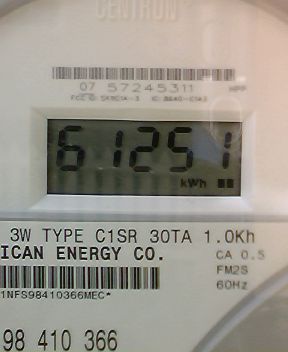 CENTRON
07 57245311
61251
kWh
3W TYPE C1SR 30TA 1.0Kh
ICAN ENERGY CO.
CA 0.5
FM2S
60Hz
1NFS98410366MEC*
98 410 366